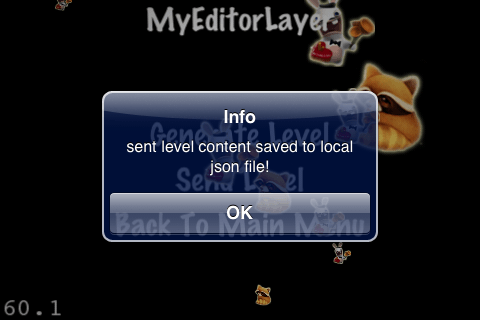 MyEditorLayer
Info
Generate Level
sent level content saved to local
json file!
Send Level
OK
Back To Main Menu
60.1